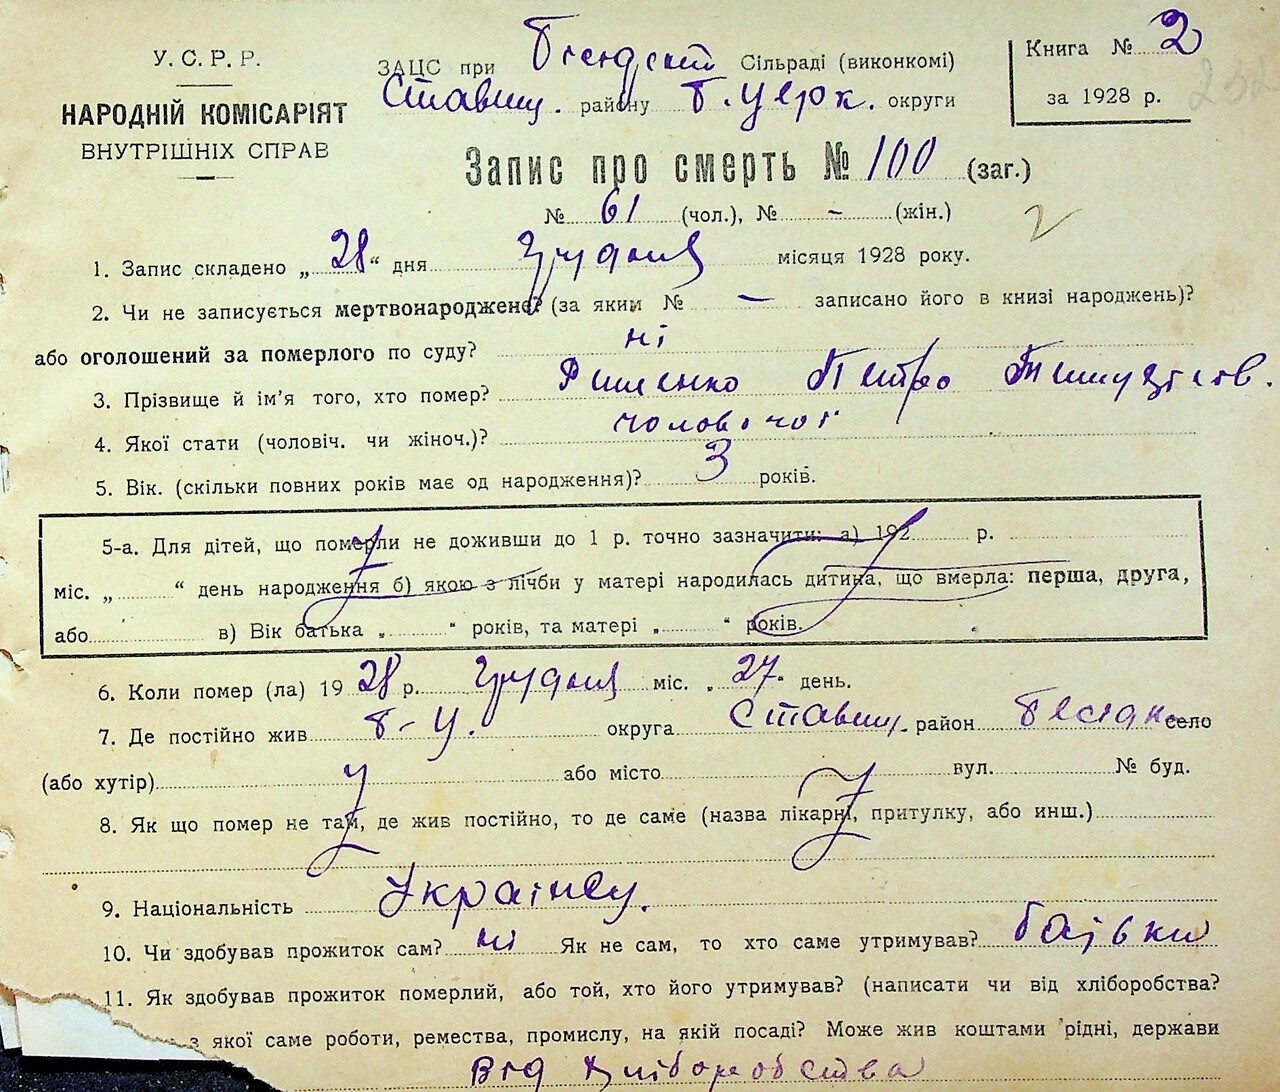 У. С. Р. Р.
НАРОДНІЙ КОМІСАРІЯТ
ВНУТРІШНІХ СПРАВ
ЗАЦС при Сільраді (виконкомі)
Ставищ. району Б. Церк. округи
Книга № 2
за 1928 р.
252
Запис про смерть № 100 (заг.)
№ 61 (чол.), № - (жін.)
1. Запис складено „ 28 “ дня грудня місяця 1928 року.
2. Чи не записується мертвонароджене? (за яким № — записано його в книзі народжень)?
або оголошений за померлого по суду? ні
3. Прізвище й ім'я того, хто помер? Петро
4. Якої стати (чоловіч. чи жіноч.)? чоловічої
5. Вік. (скільки повних років має од народження)? 3 років.
5-а. Для дітей, що померли не доживши до 1 р. точно зазначити: а) 192 р.
міс. „ “ день народження б) якою з лічби у матері народилась дитина, що вмерла: перша, друга,
або в) Вік батька „ “ років, та матері „ “ років.
6. Коли помер (ла) 19 28 р. грудня міс. „ 27 “ день.
7. Де постійно жив Б-Ц. округа Ставищ. район село
(або хутір) або місто вул. № буд.
8. Як що помер не там, де жив постійно, то де саме (назва лікарні, притулку, або инш.)
9. Національність Українец.
10. Чи здобував прожиток сам? ні Як не сам, то хто саме утримував? батьки
11. Як здобував прожиток померлий, або той, хто його утримував? (написати чи від хліборобства?
з якої саме роботи, ремества, промислу, на якій посаді? Може жив коштами рідні, держави
Від хліборобства